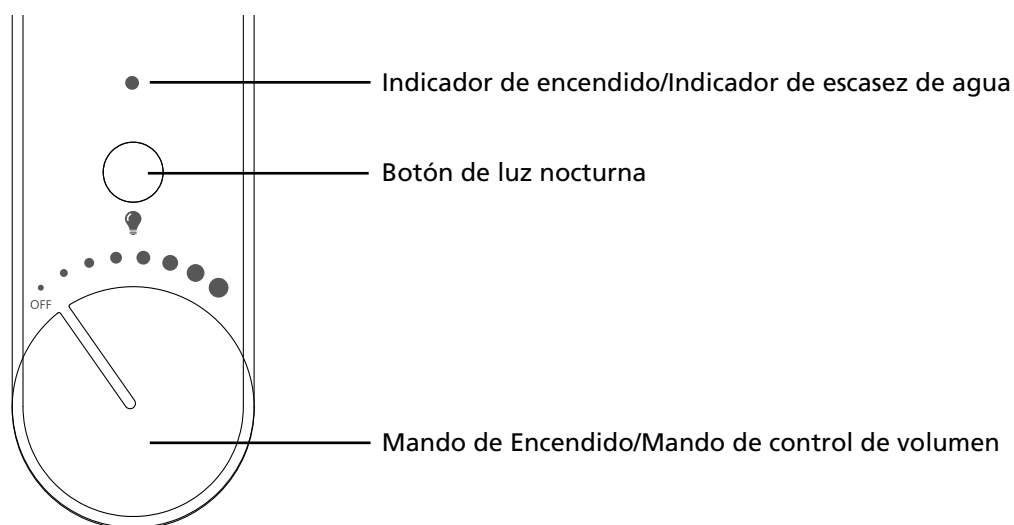 Indicador de encendido/Indicador de escasez de agua
Botón de luz nocturna
OFF
Mando de Encendido/Mando de control de volumen